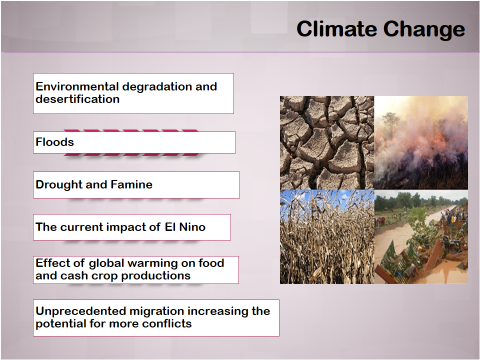 Climate Change
Environmental degradation and
desertification
Floods
Drought and Famine
The current impact of El Nino
Effect of global warming on food
and cash crop productions
Unprecedented migration increasing the
potential for more conflicts